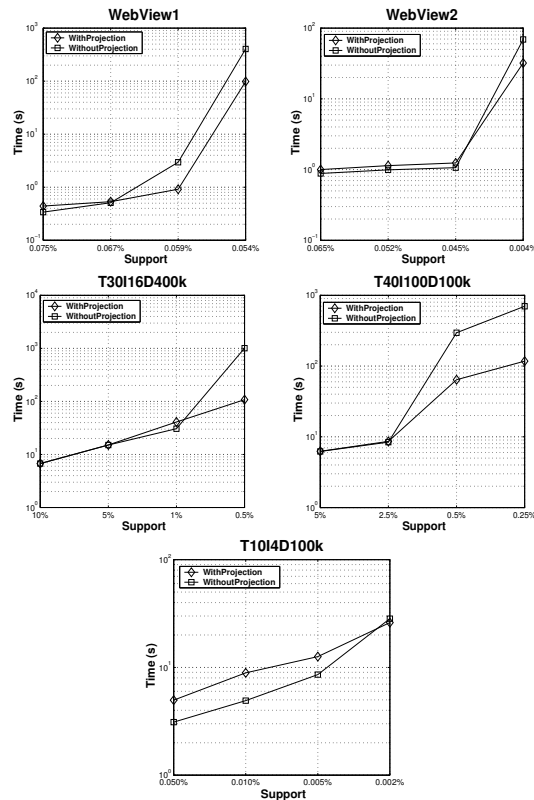 WebView1
WithProjection
WithoutProjection
Time (s)
10^3
10^2
10^1
10^0
10^-1
0.075%
0.067%
0.059%
0.054%
Support
WebView2
WithProjection
WithoutProjection
Time (s)
10^2
10^1
10^0
10^-1
0.065%
0.052%
0.045%
0.004%
Support
T30I16D400k
WithProjection
WithoutProjection
Time (s)
10^4
10^3
10^2
10^1
10^0
10%
5%
1%
0.5%
Support
T40I100D100k
WithProjection
WithoutProjection
Time (s)
10^3
10^2
10^1
10^0
5%
2.5%
0.5%
0.25%
Support
T10I4D100k
WithProjection
WithoutProjection
Time (s)
10^2
10^1
10^0
0.050%
0.010%
0.005%
0.002%
Support